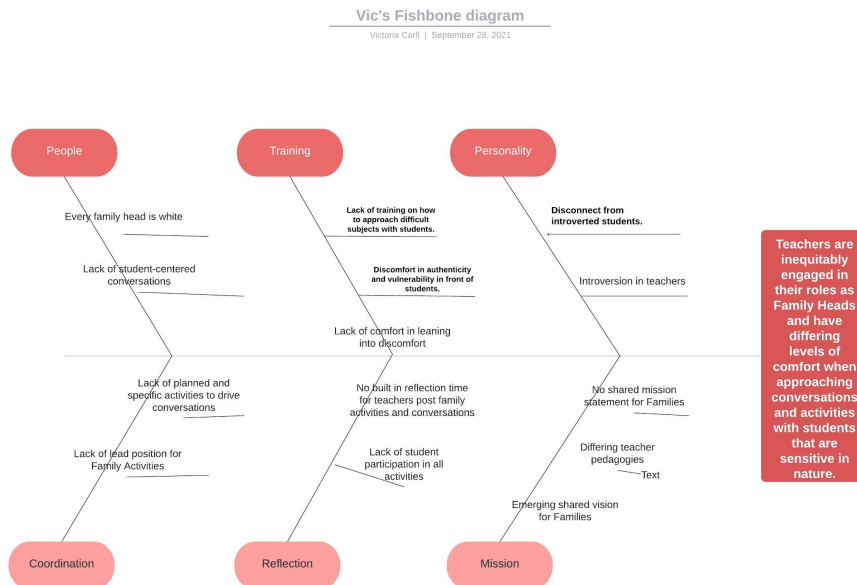 Vic's Fishbone diagram
Victoria Carll | September 28, 2021
People
Training
Personality
Every family head is white
Lack of training on how
to approach difficult
subjects with students.
Disconnect from
introverted students.
Lack of student-centered
conversations
Discomfort in authenticity
and vulnerability in front of
students.
Introversion in teachers
Lack of comfort in leaning
into discomfort
Teachers are
inequitably
engaged in
their roles as
Family Heads
and have
differing
levels of
comfort when
approaching
conversations
and activities
with students
that are
sensitive in
nature.
Lack of planned and
specific activities to drive
conversations
No built in reflection time
for teachers post family
activities and conversations
No shared mission
statement for Families
Lack of lead position for
Family Activities
Lack of student
participation in all
activities
Differing teacher
pedagogies
Text
Emerging shared vision
for Families
Coordination
Reflection
Mission